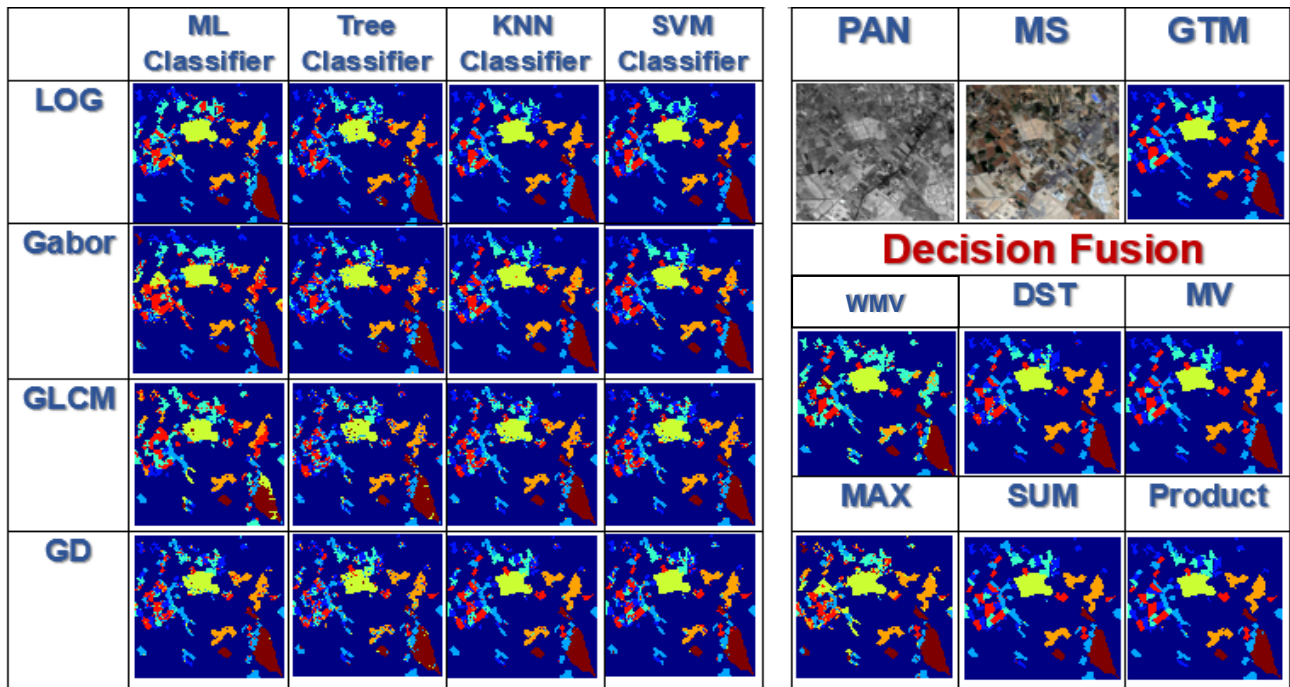 ML Classifier
Tree Classifier
KNN Classifier
SVM Classifier
LOG
Gabor
GLCM
GD
PAN
MS
GTM
Decision Fusion
WMV
DST
MV
MAX
SUM
Product